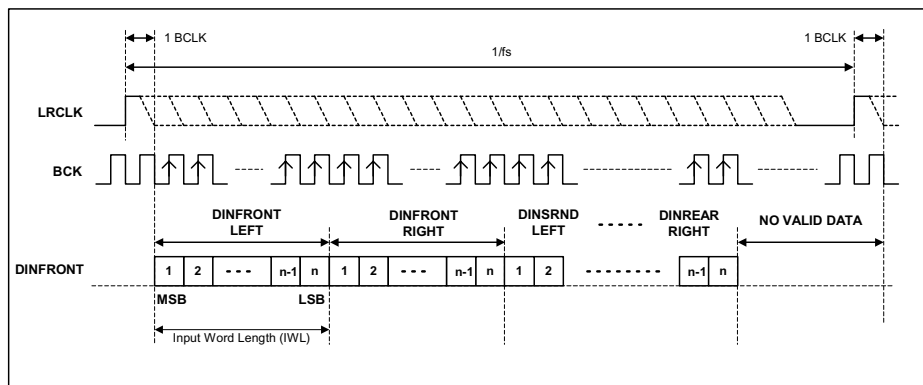 1 BCLK
1 BCLK
1/fs
LRCLK
BCK
DINFRONT LEFT
DINFRONT RIGHT
DINSRND LEFT
DINREAR RIGHT
NO VALID DATA
DINFRONT
1 2 n-1 n 1 2 n-1 n 1 2 n-1 n
MSB LSB
Input Word Length (IWL)